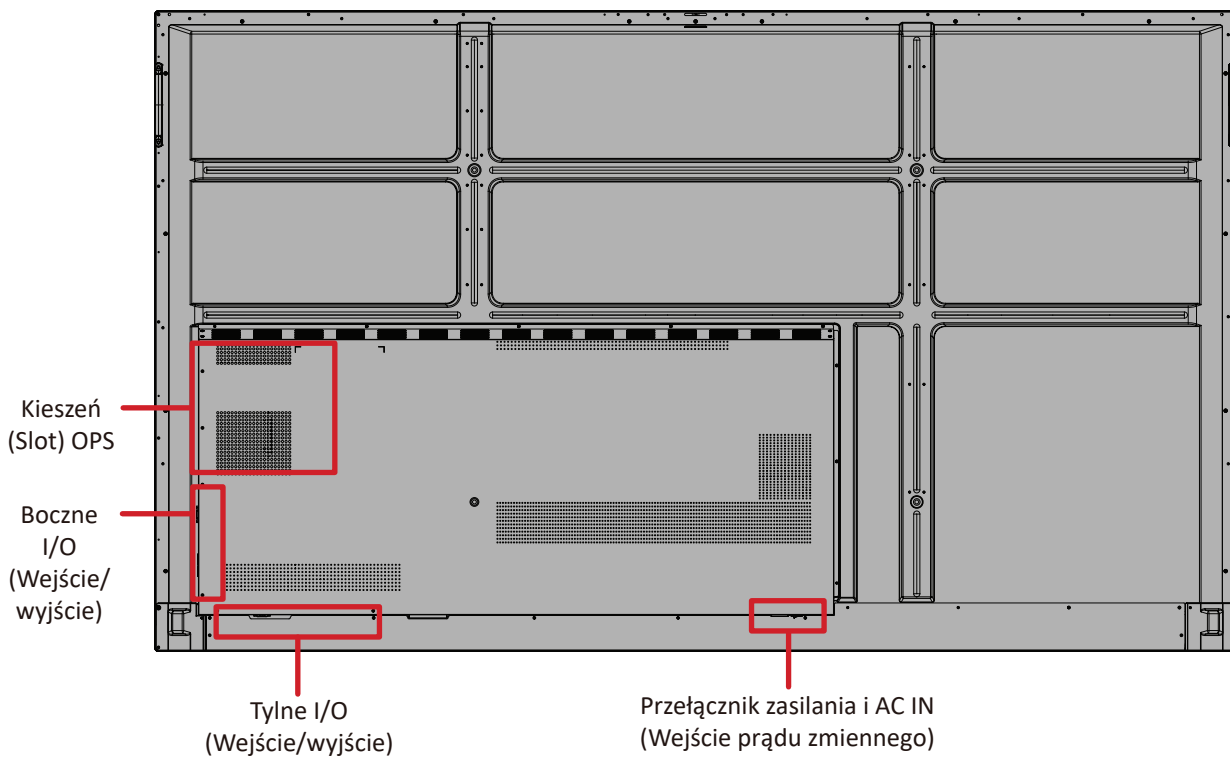 Kieszeń
(Slot) OPS
Boczne
I/O
(Wejście/
wyjście)
Tylne I/O
(Wejście/wyjście)
Przełącznik zasilania i AC IN
(Wejście prądu zmiennego)